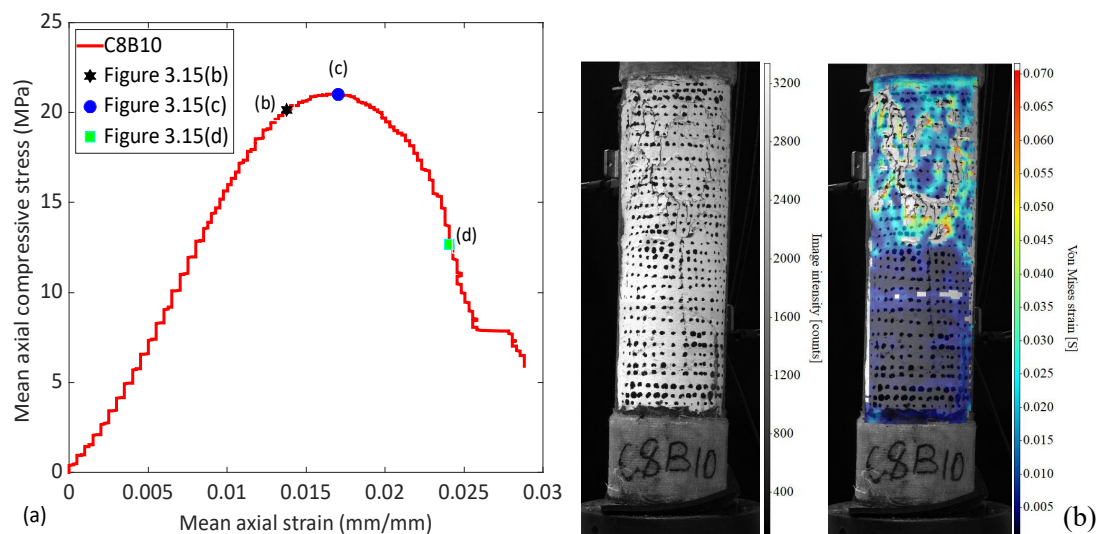 25
20
15
10
5
0
Mean axial compressive stress (MPa)
C8B10
Figure 3.15(b)
Figure 3.15(c)
Figure 3.15(d)
(b)
(c)
(d)
0
0.005
0.01
0.015
0.02
0.025
0.03
Mean axial strain (mm/mm)
(a)
C8B10
3200
2800
2400
2000
1600
1200
800
400
Image intensity [counts]
C8B10
0.070
0.065
0.060
0.055
0.050
0.045
0.040
0.035
0.030
0.025
0.020
0.015
0.010
0.005
Von Mises strain [S]
(b)